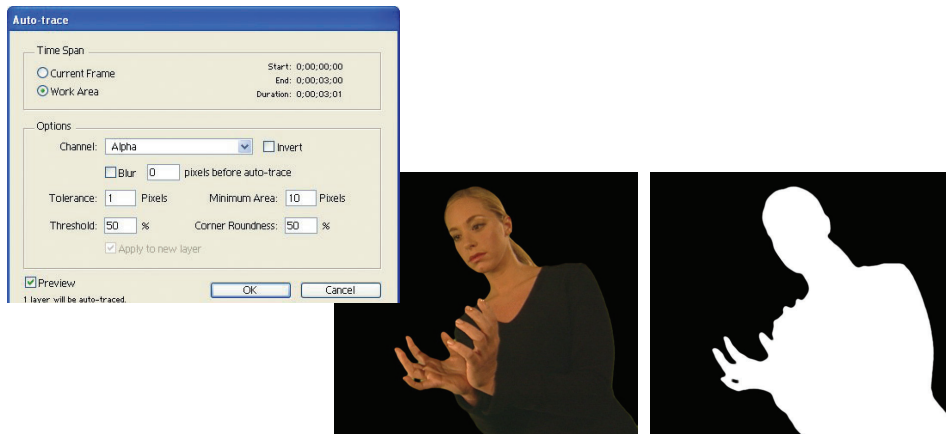 Auto-trace
Time Span
Current Frame
Work Area
Start: 0;00;00;00
End: 0;00;03;00
Duration: 0;00;03;01
Options
Channel: Alpha Invert
Blur 0 pixels before auto-trace
Tolerance: 1 Pixels Minimum Area: 10 Pixels
Threshold: 50 % Corner Roundness: 50 %
Apply to new layer
Preview
OK Cancel
1 layer will be auto-traced.